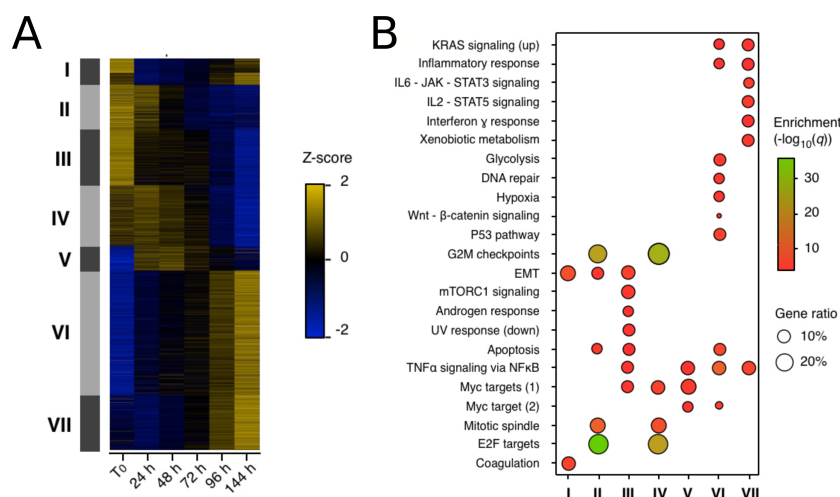 A
I
II
III
IV
V
VI
VII
T0
24 h
48 h
72 h
96 h
144 h
Z-score
2
0
-2
B
KRAS signaling (up)
Inflammatory response
IL6 - JAK - STAT3 signaling
IL2 - STAT5 signaling
Interferon γ response
Xenobiotic metabolism
Glycolysis
DNA repair
Hypoxia
Wnt - β-catenin signaling
P53 pathway
G2M checkpoints
EMT
mTORC1 signaling
Androgen response
UV response (down)
Apoptosis
TNFα signaling via NFκB
Myc targets (1)
Myc target (2)
Mitotic spindle
E2F targets
Coagulation
I II III IV V VI VII
Enrichment
(-log10(q))
30
20
10
Gene ratio
10%
20%